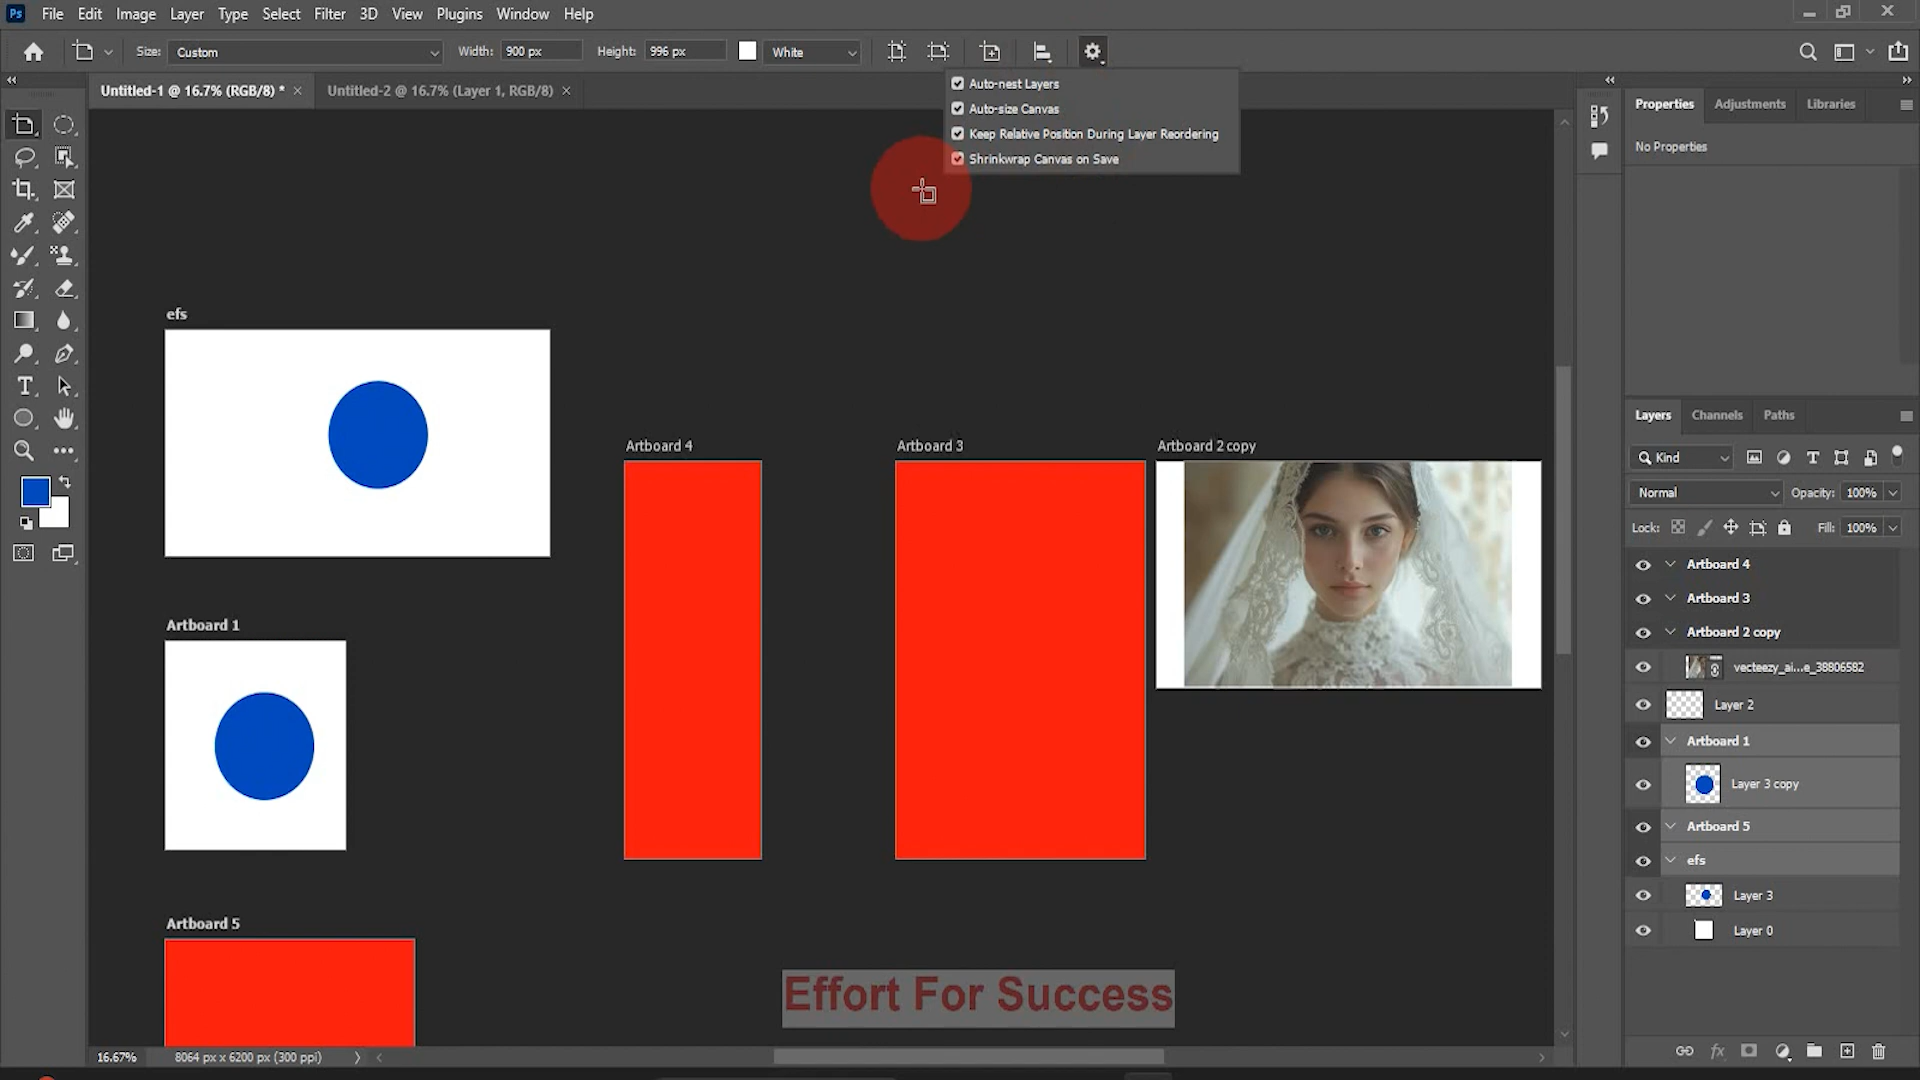 Ps File Edit Image Layer Type Select Filter 3D View Plugins Window Help
Size: Custom Width: 900 px Height: 996 px White
Untitled-1 @ 16.7% (RGB/8) * × Untitled-2 @ 16.7% (Layer 1, RGB/8) ×
Auto-nest Layers
Auto-size Canvas
Keep Relative Position During Layer Reordering
Shrinkwrap Canvas on Save
Properties Adjustments Libraries
No Properties
efs
Artboard 4
Artboard 3
Artboard 2 copy
Artboard 1
Artboard 5
Layers Channels Paths
Kind
Normal Opacity: 100%
Lock: Fill: 100%
Artboard 4
Artboard 3
Artboard 2 copy
vecteezy_ai...e_38806582
Layer 2
Artboard 1
Layer 3 copy
Artboard 5
efs
Layer 3
Layer 0
Effort For Success
16.67% 8064 px x 6200 px (300 ppi)